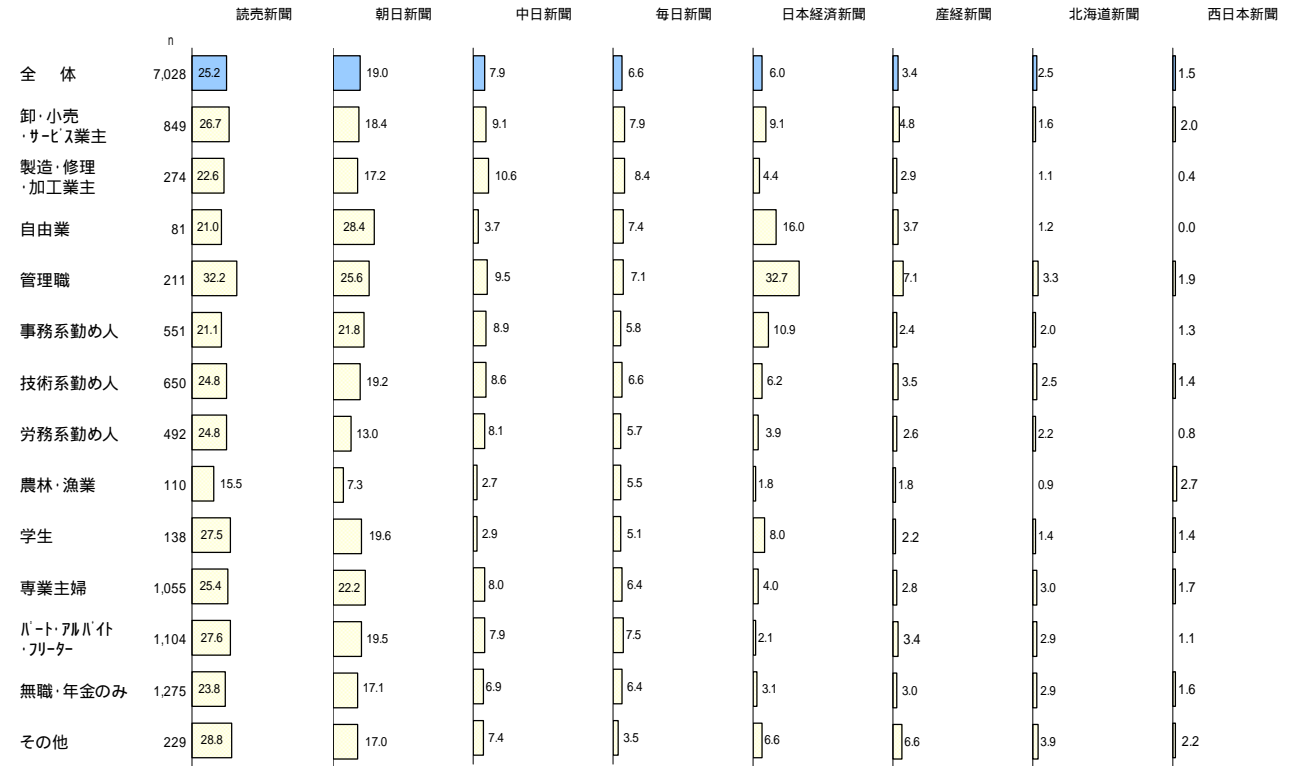 読売新聞 朝日新聞 中日新聞 毎日新聞 日本経済新聞 産経新聞 北海道新聞 西日本新聞
n
全 体 7,028 25.2 19.0 7.9 6.6 6.0 3.4 2.5 1.5
卸・小売
・ｻｰﾋﾞｽ業主 849 26.7 18.4 9.1 7.9 9.1 4.8 1.6 2.0
製造・修理
・加工業主 274 22.6 17.2 10.6 8.4 4.4 2.9 1.1 0.4
自由業 81 21.0 28.4 3.7 7.4 16.0 3.7 1.2 0.0
管理職 211 32.2 25.6 9.5 7.1 32.7 7.1 3.3 1.9
事務系勤め人 551 21.1 21.8 8.9 5.8 10.9 2.4 2.0 1.3
技術系勤め人 650 24.8 19.2 8.6 6.6 6.2 3.5 2.5 1.4
労務系勤め人 492 24.8 13.0 8.1 5.7 3.9 2.6 2.2 0.8
農林・漁業 110 15.5 7.3 2.7 5.5 1.8 1.8 0.9 2.7
学生 138 27.5 19.6 2.9 5.1 8.0 2.2 1.4 1.4
専業主婦 1,055 25.4 22.2 8.0 6.4 4.0 2.8 3.0 1.7
ﾊﾟｰﾄ・ｱﾙﾊﾞｲﾄ
・ﾌﾘｰﾀｰ 1,104 27.6 19.5 7.9 7.5 2.1 3.4 2.9 1.1
無職・年金のみ 1,275 23.8 17.1 6.9 6.4 3.1 3.0 2.9 1.6
その他 229 28.8 17.0 7.4 3.5 6.6 6.6 3.9 2.2